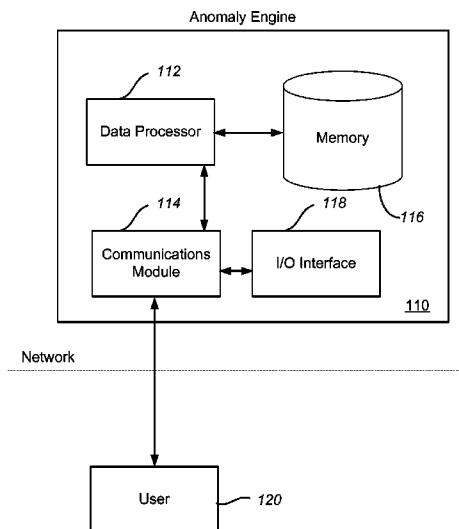 Anomaly Engine
112
Data Processor
Memory
116
114
118
Communications
Module
I/O Interface
110
Network
User
120